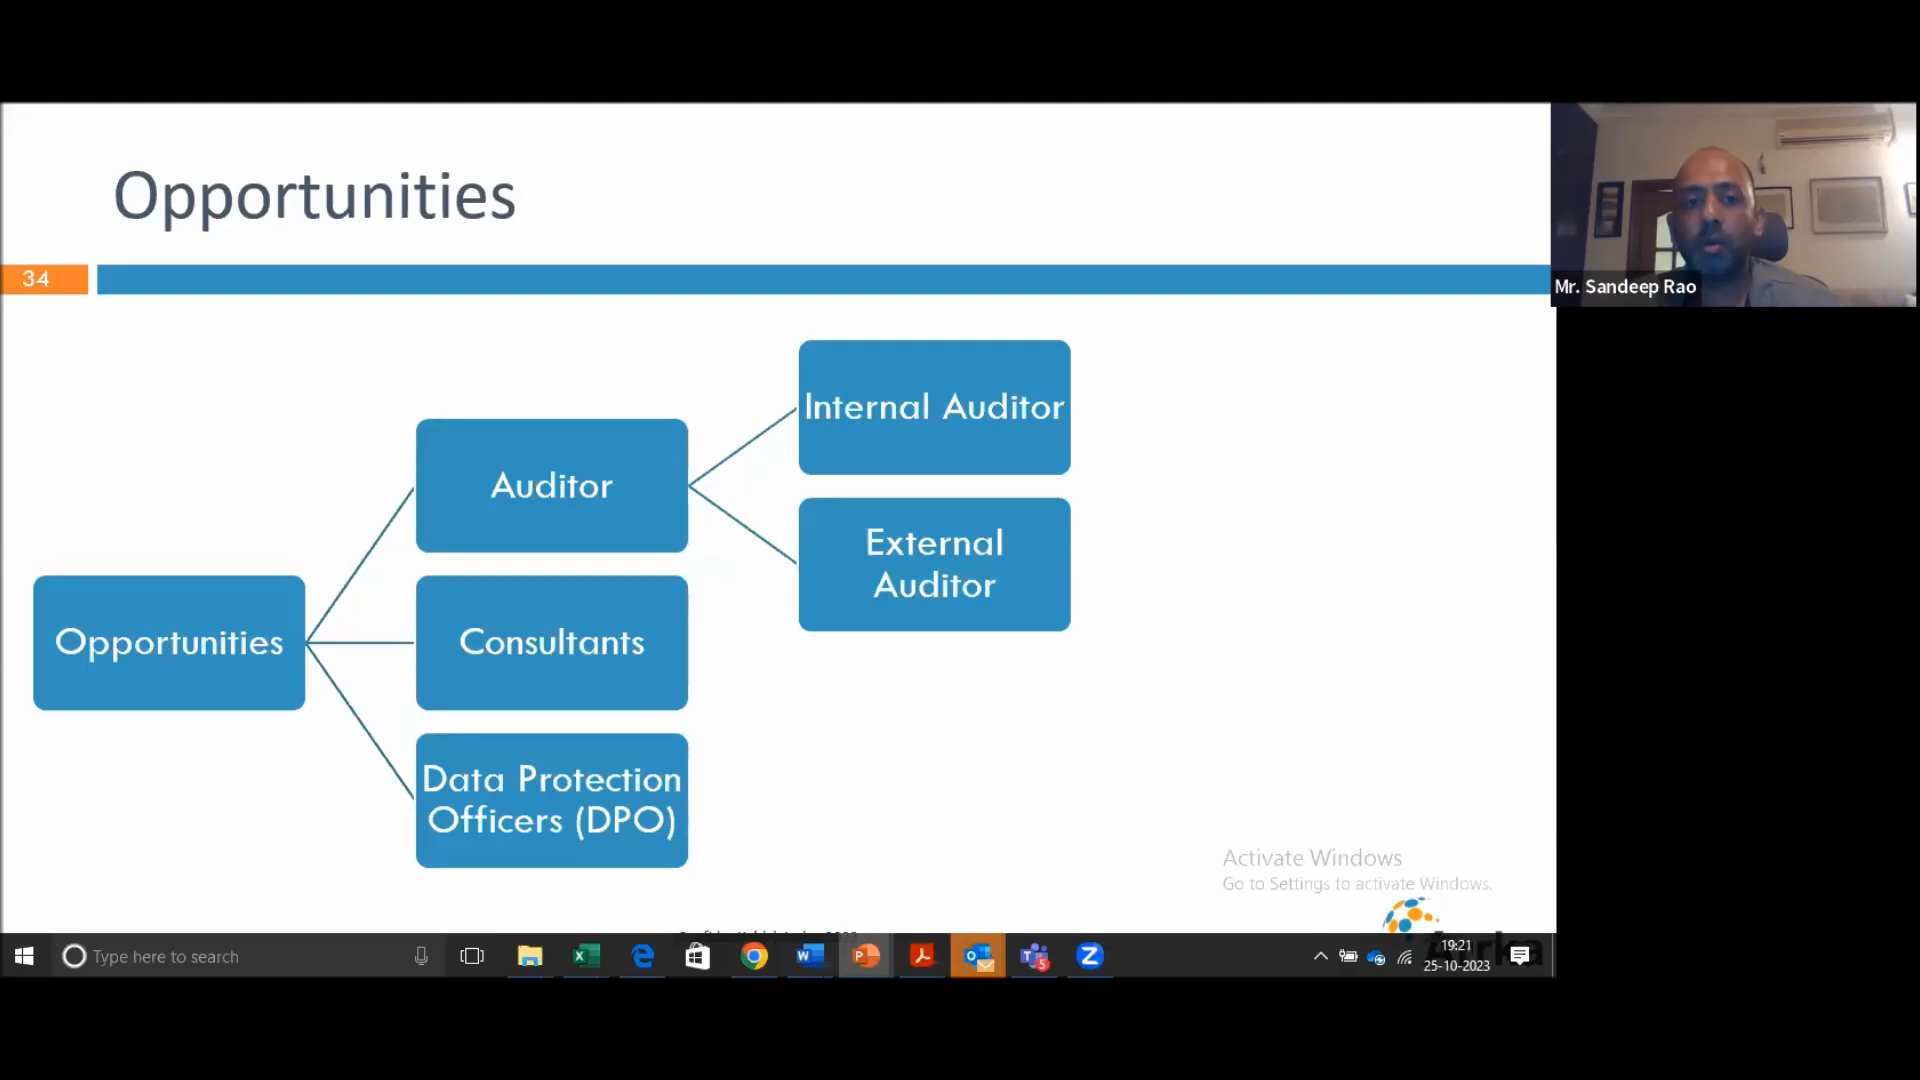 Opportunities
34
Mr. Sandeep Rao
Internal Auditor
Auditor
External
Auditor
Opportunities
Consultants
Data Protection
Officers (DPO)
Activate Windows
Go to Settings to activate Windows.
Type here to search
5
19:21
25-10-2023